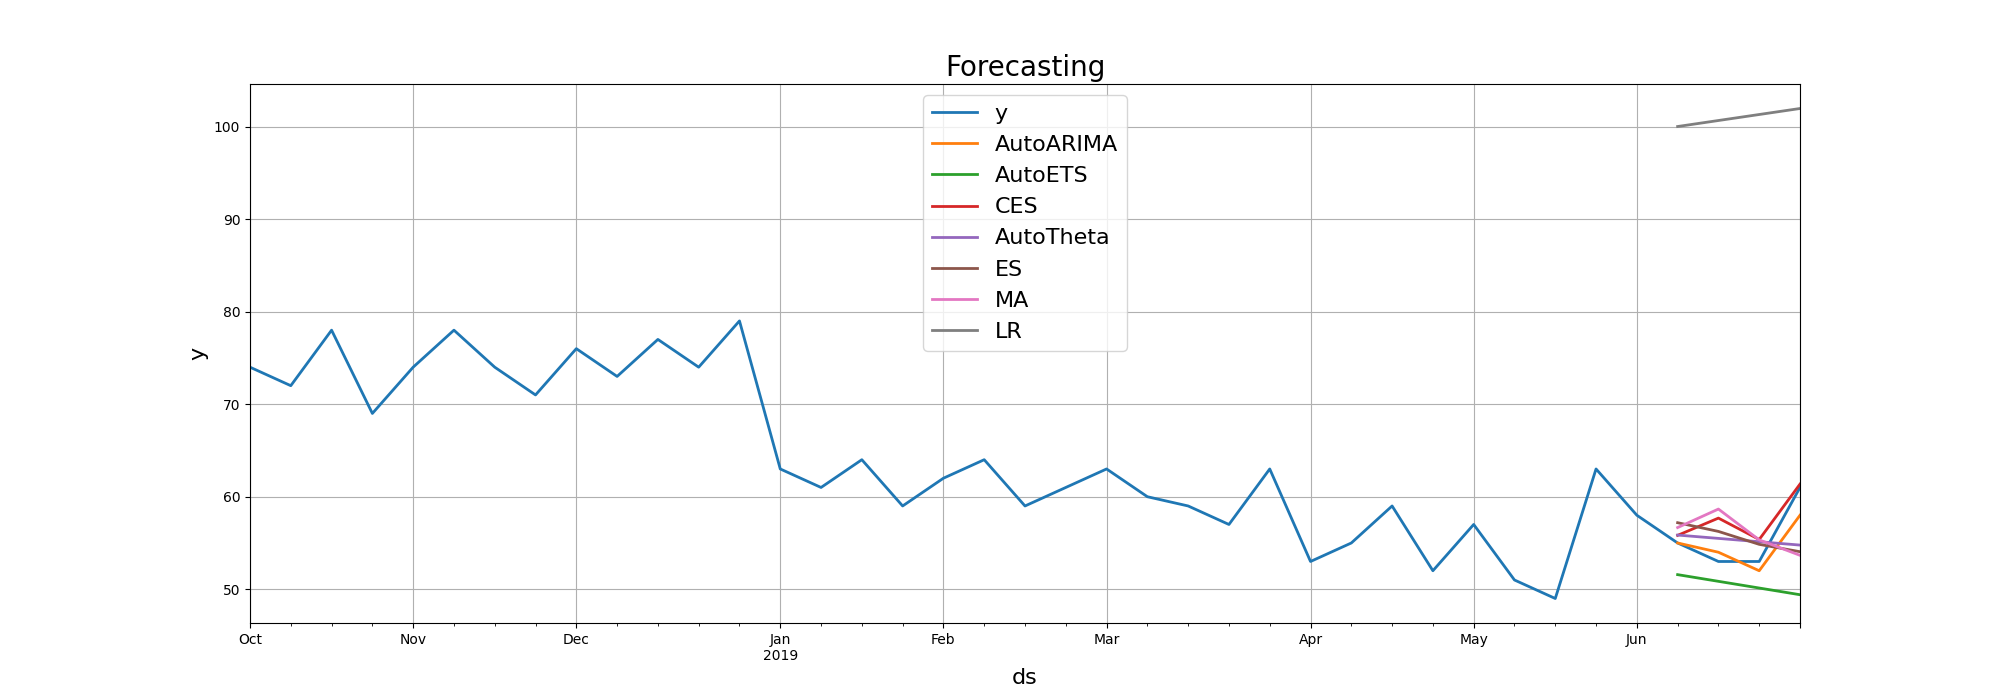 Forecasting
y
AutoARIMA
AutoETS
CES
AutoTheta
ES
MA
LR
100
90
80
70
60
50
y
Oct Nov Dec Jan Feb Mar Apr May Jun
2019
ds